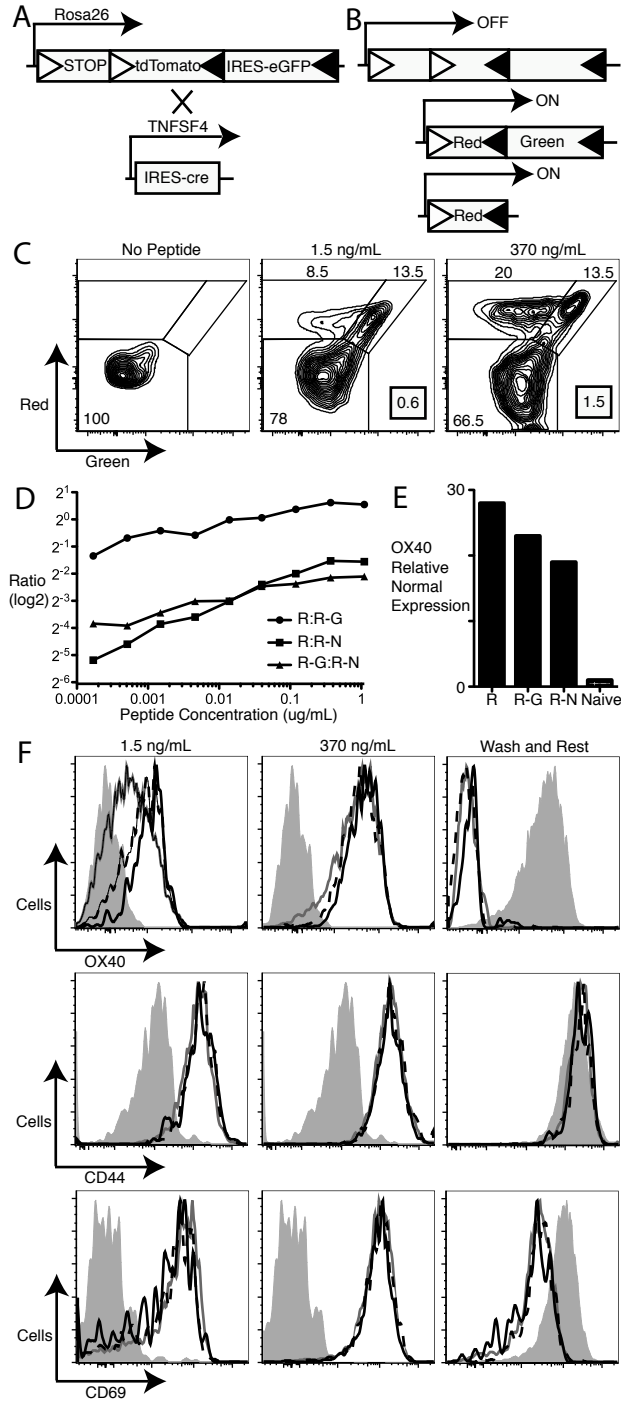 A
Rosa26
STOP
tdTomato
IRES-eGFP
TNFSF4
IRES-cre
B
OFF
ON
Red
Green
ON
Red
C
No Peptide
1.5 ng/mL
370 ng/mL
100
8.5
13.5
78
0.6
20
13.5
66.5
1.5
Red
Green
D
2^1
2^0
2^-1
2^-2
2^-3
2^-4
2^-5
2^-6
Ratio
(log2)
R:R-G
R:R-N
R-G:R-N
0.0001
0.001
0.01
0.1
1
Peptide Concentration (ug/mL)
E
30
OX40
Relative
Normal
Expression
0
R
R-G
R-N
Naive
F
1.5 ng/mL
370 ng/mL
Wash and Rest
Cells
OX40
Cells
CD44
Cells
CD69